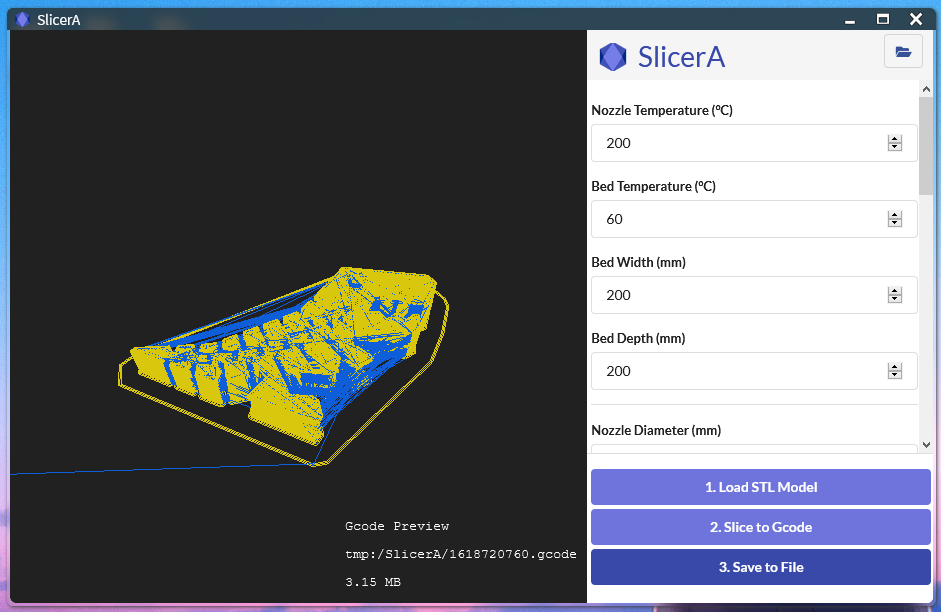 SlicerA
SlicerA
Nozzle Temperature (ºC)
200
Bed Temperature (ºC)
60
Bed Width (mm)
200
Bed Depth (mm)
200
Nozzle Diameter (mm)
1. Load STL Model
2. Slice to Gcode
3. Save to File
Gcode Preview
tmp:/SlicerA/1618720760.gcode
3.15 MB